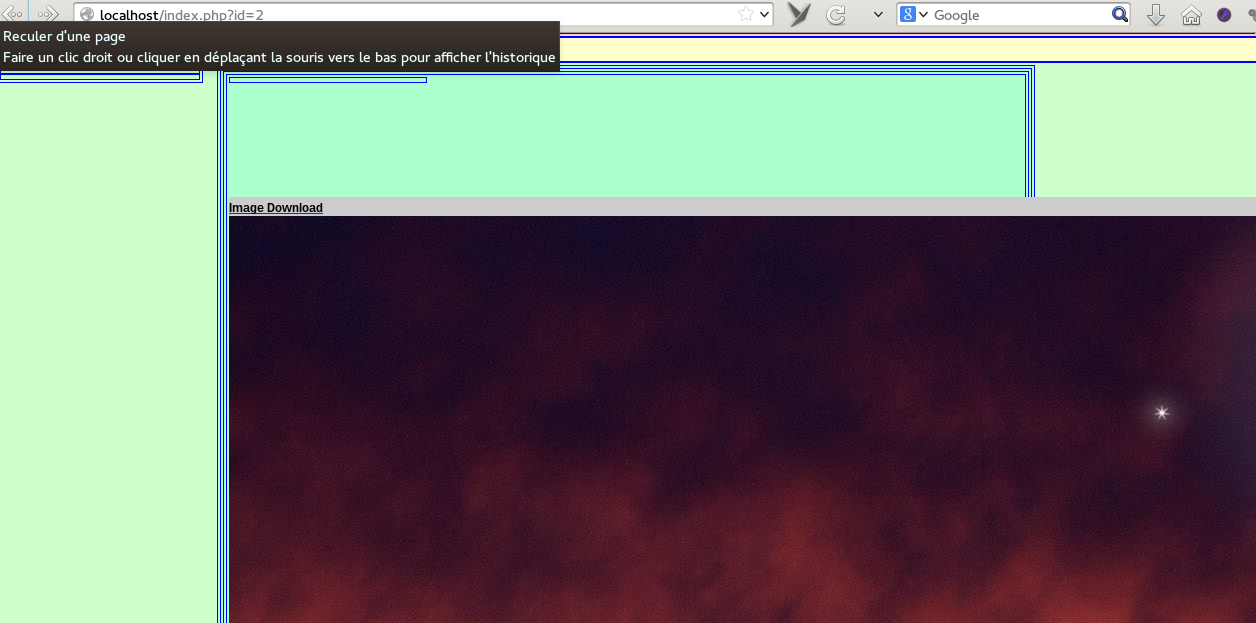 localhost/index.php?id=2
Google
Reculer d'une page
Faire un clic droit ou cliquer en déplaçant la souris vers le bas pour afficher l'historique
Image Download